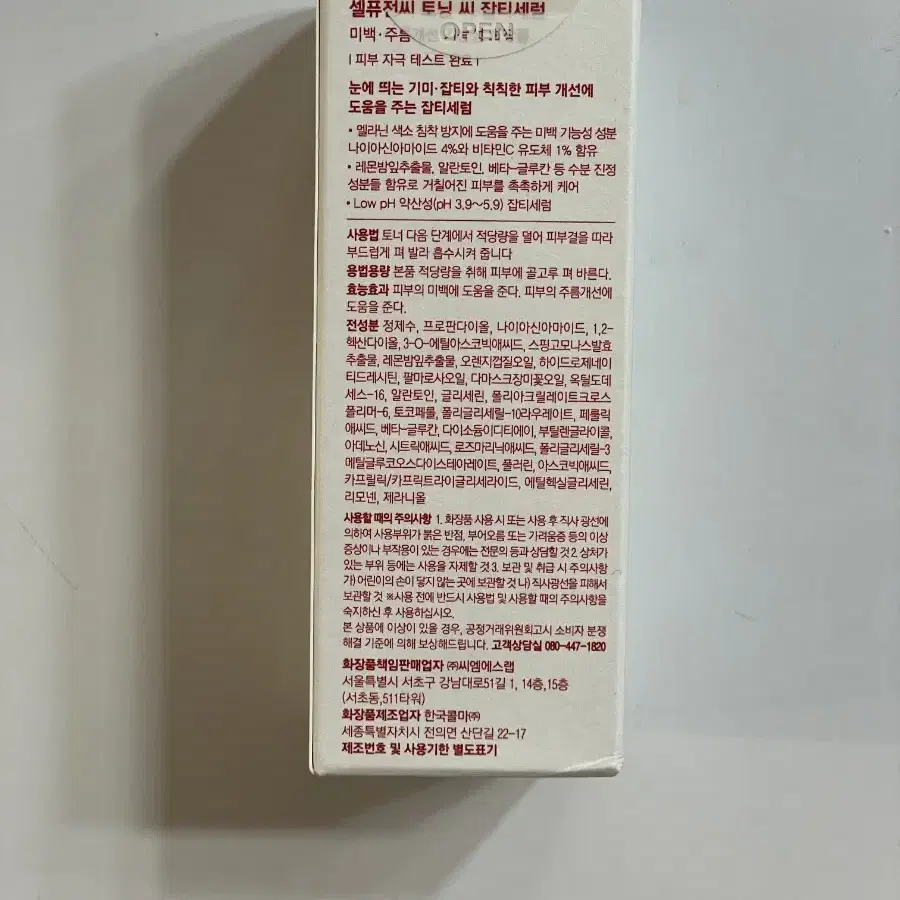 셀퓨전씨 토닝 씨 잡티세럼
OPEN
미백·주름
| 피부 자극 테스트 완료 |
눈에 띄는 기미·잡티와 칙칙한 피부 개선에
도움을 주는 잡티세럼
• 멜라닌 색소 침착 방지에 도움을 주는 미백 기능성 성분
나이아신아마이드 4%와 비타민C 유도체 1% 함유
• 레몬밤잎추출물, 알란토인, 베타-글루칸 등 수분 진정
성분들 함유로 거칠어진 피부를 촉촉하게 케어
• Low pH 약산성(pH 3.9~5.9) 잡티세럼
사용법 토너 다음 단계에서 적당량을 덜어 피부결을 따라
부드럽게 펴 발라 흡수시켜 줍니다
용법용량 본품 적당량을 취해 피부에 골고루 펴 바른다.
효능효과 피부의 미백에 도움을 준다. 피부의 주름개선에
도움을 준다.
전성분 정제수, 프로판다이올, 나이아신아마이드, 1,2-
헥산다이올, 3-O-에틸아스코빅애씨드, 스핑고모나스발효
추출물, 레몬밤잎추출물, 오렌지껍질오일, 하이드로제네이
티드레시틴, 팔마로사오일, 다마스크장미꽃오일, 옥틸도데
세스-16, 알란토인, 글리세린, 폴리아크릴레이트크로스
폴리머-6, 토코페롤, 폴리글리세릴-10라우레이트, 페룰릭
애씨드, 베타-글루칸, 다이소듐이디티에이, 부틸렌글라이콜,
아데노신, 시트릭애씨드, 로즈마리닉애씨드, 폴리글리세릴-3
메틸글루코오스다이스테아레이트, 풀러린, 아스코빅애씨드,
카프릴릭/카프릭트라이글리세라이드, 에틸헥실글리세린,
리모넨, 제라니올
사용할 때의 주의사항 1. 화장품 사용 시 또는 사용 후 직사 광선에
의하여 사용부위가 붉은 반점, 부어오름 또는 가려움증 등의 이상
증상이나 부작용이 있는 경우에는 전문의 등과 상담할 것 2. 상처가
있는 부위 등에는 사용을 자제할 것 3. 보관 및 취급 시 주의사항
가) 어린이의 손이 닿지 않는 곳에 보관할 것 나) 직사광선을 피해서
보관할 것 ※사용 전에 반드시 사용법 및 사용할 때의 주의사항을
숙지하신 후 사용하십시오.
본 상품에 이상이 있을 경우, 공정거래위원회고시 소비자 분쟁
해결 기준에 의해 보상해드립니다. 고객상담실 080-447-1820
화장품책임판매업자 ㈜씨엠에스랩
서울특별시 서초구 강남대로51길 1, 14층,15층
(서초동,511타워)
화장품제조업자 한국콜마㈜
세종특별자치시 전의면 산단길 22-17
제조번호 및 사용기한 별도표기